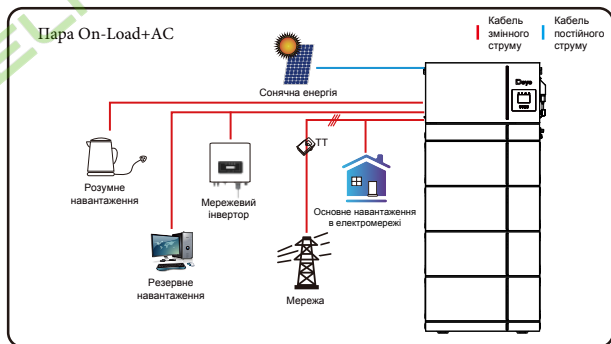 Пара On-Load+AC
Кабель
змінного
струму
Кабель
постійного
струму
Сонячна енергія
Deye
ТТ
Розумне
навантаження
Мережевий
інвертор
Основне навантаження
в електромережі
Резервне
навантаження
Мережа